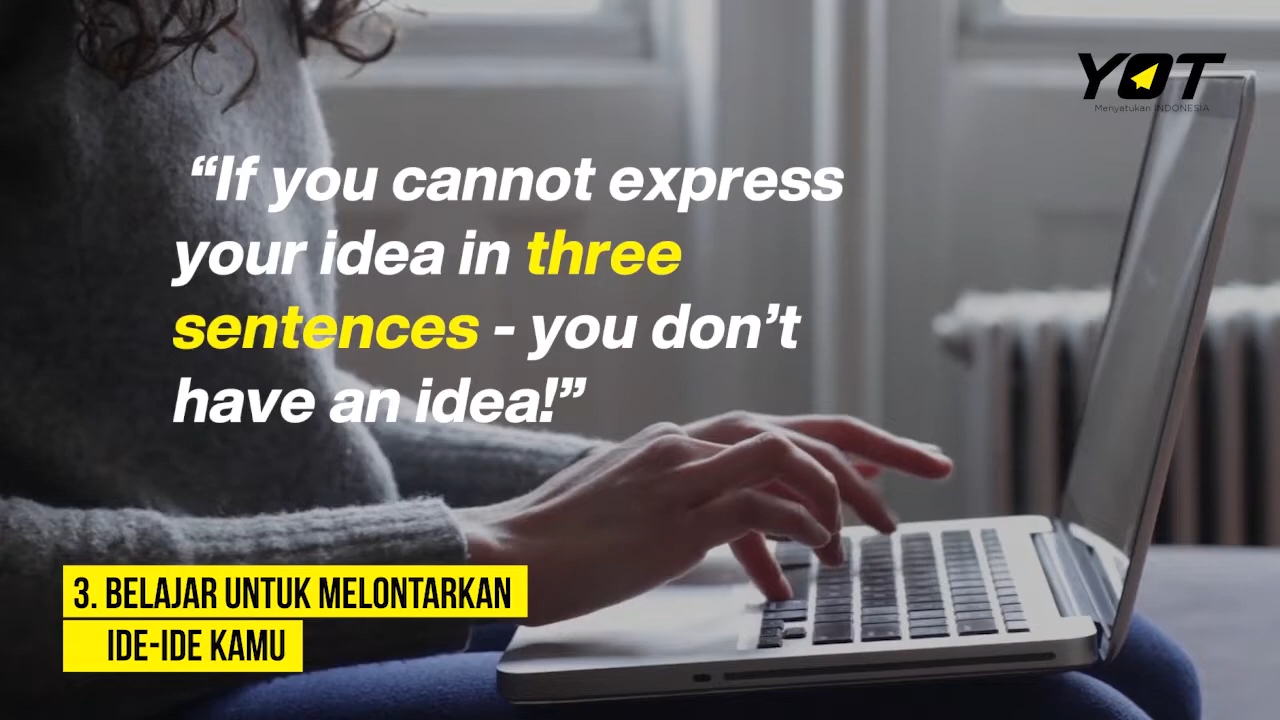 YOT
Menyatukan INDONESIA
“If you cannot express
your idea in three
sentences - you don’t
have an idea!”
3. BELAJAR UNTUK MELONTARKAN
IDE-IDE KAMU